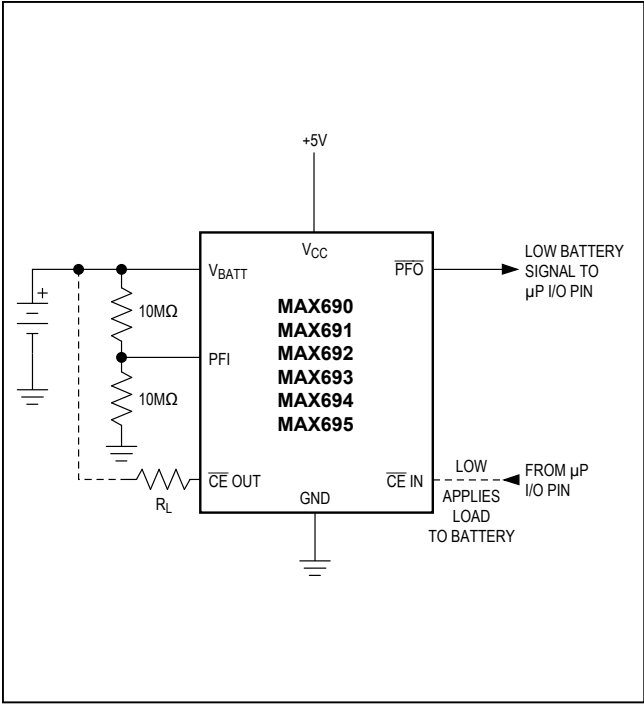 +5V
VCC
VBATT
PFO
LOW BATTERY
SIGNAL TO
µP I/O PIN
+
10MΩ
MAX690
MAX691
MAX692
MAX693
MAX694
MAX695
PFI
10MΩ
CE OUT
RL
GND
CE IN
LOW
APPLIES
LOAD
TO BATTERY
FROM µP
I/O PIN